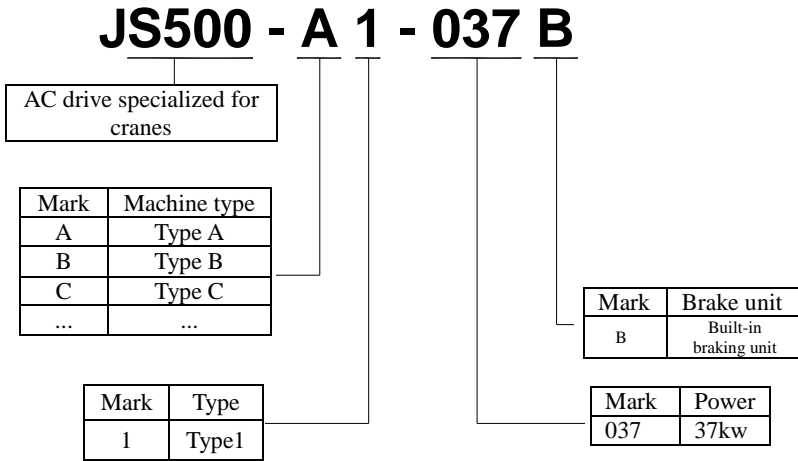 JS500 - A 1 - 037 B
AC drive specialized for
cranes
Mark Machine type
A Type A
B Type B
C Type C
... ...
Mark Brake unit
B Built-in
braking unit
Mark Type
1 Type1
Mark Power
037 37kw